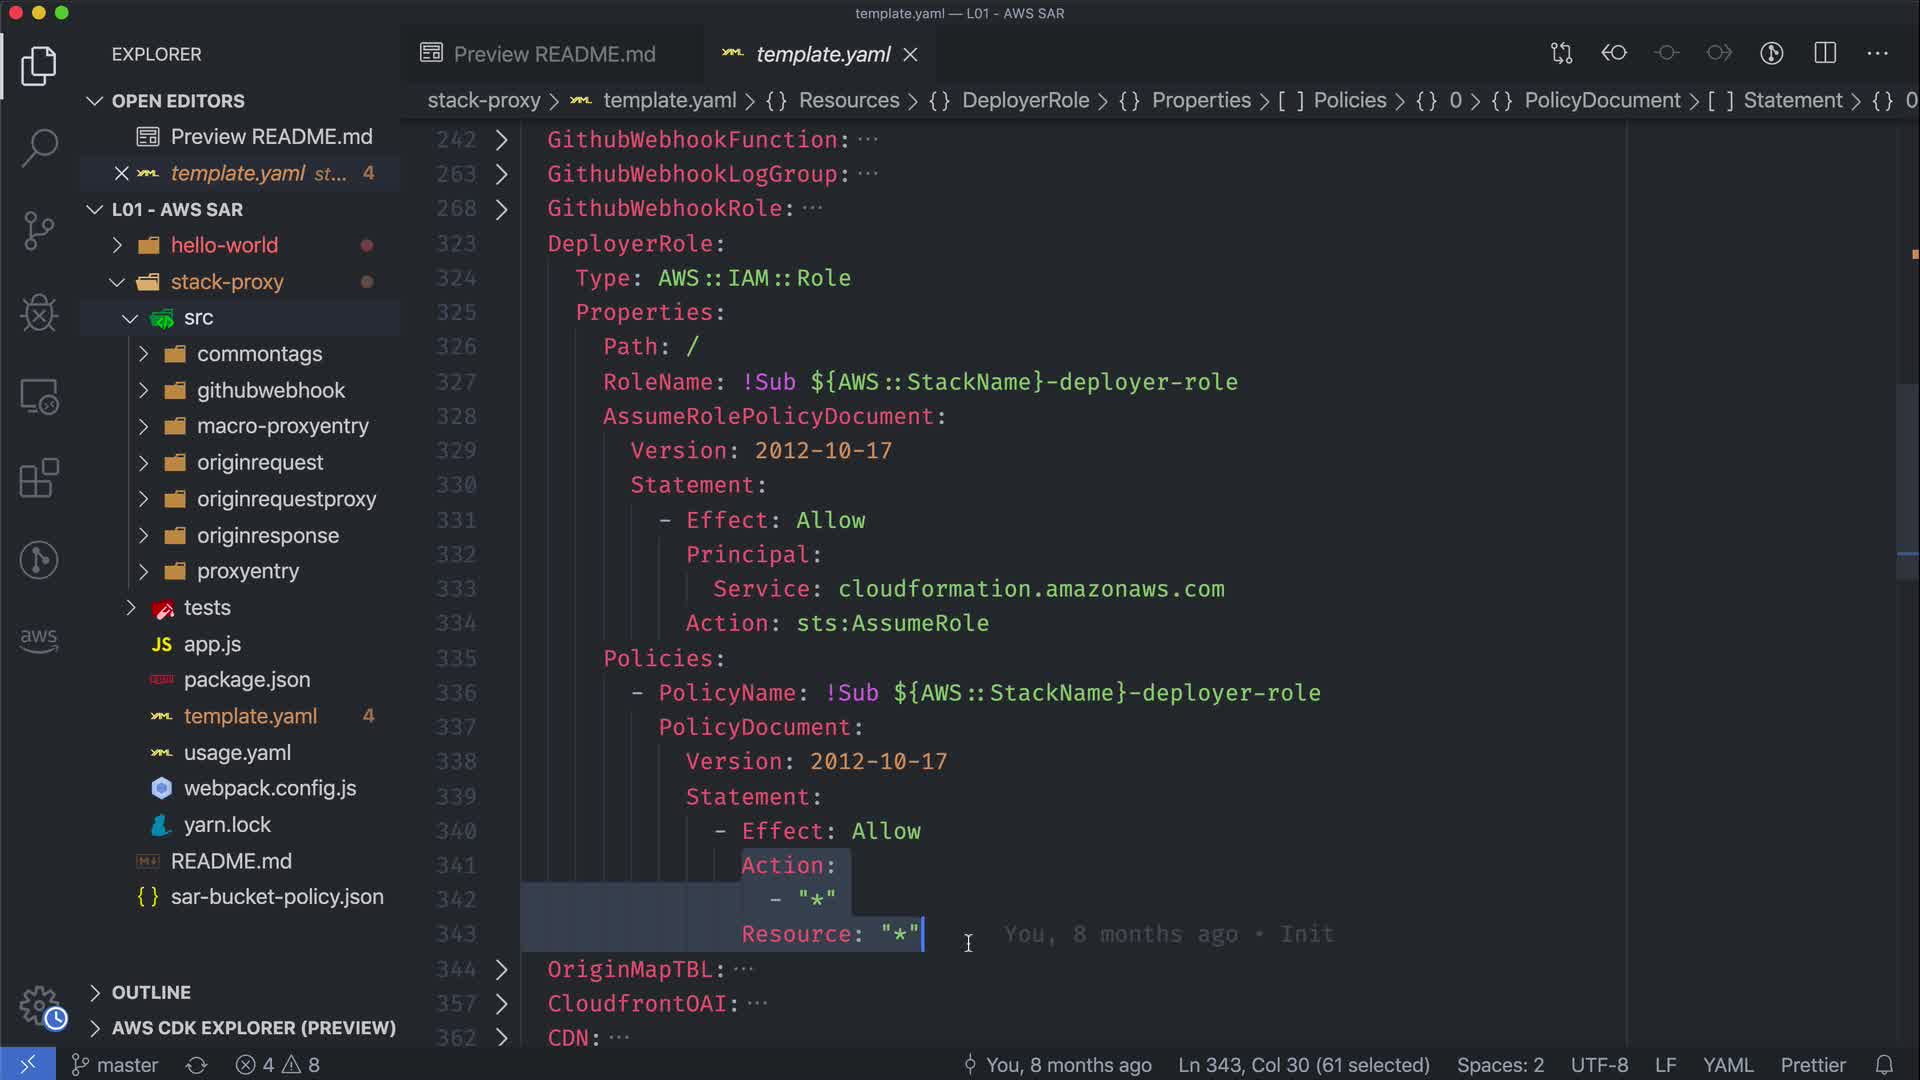 template.yaml — L01 - AWS SAR
EXPLORER
Preview README.md
template.yaml
OPEN EDITORS
Preview README.md
template.yaml st... 4
L01 - AWS SAR
hello-world
stack-proxy
src
commontags
githubwebhook
macro-proxyentry
originrequest
originrequestproxy
originresponse
proxyentry
tests
JS app.js
package.json
template.yaml 4
usage.yaml
webpack.config.js
yarn.lock
README.md
{ } sar-bucket-policy.json
OUTLINE
AWS CDK EXPLORER (PREVIEW)
aws
stack-proxy > template.yaml > {} Resources > {} DeployerRole > {} Properties > [ ] Policies > {} 0 > {} PolicyDocument > [ ] Statement > {} 0
242 GithubWebhookFunction:···
263 GithubWebhookLogGroup:···
268 GithubWebhookRole:···
323 DeployerRole:
324 Type: AWS::IAM::Role
325 Properties:
326 Path: /
327 RoleName: !Sub ${AWS::StackName}-deployer-role
328 AssumeRolePolicyDocument:
329 Version: 2012-10-17
330 Statement:
331 - Effect: Allow
332 Principal:
333 Service: cloudformation.amazonaws.com
334 Action: sts:AssumeRole
335 Policies:
336 - PolicyName: !Sub ${AWS::StackName}-deployer-role
337 PolicyDocument:
338 Version: 2012-10-17
339 Statement:
340 - Effect: Allow
341 Action:
342 - "*"
343 Resource: "*" You, 8 months ago • Init
344 OriginMapTBL:···
357 CloudfrontOAI:···
362 CDN:···
master 4 8 You, 8 months ago Ln 343, Col 30 (61 selected) Spaces: 2 UTF-8 LF YAML Prettier